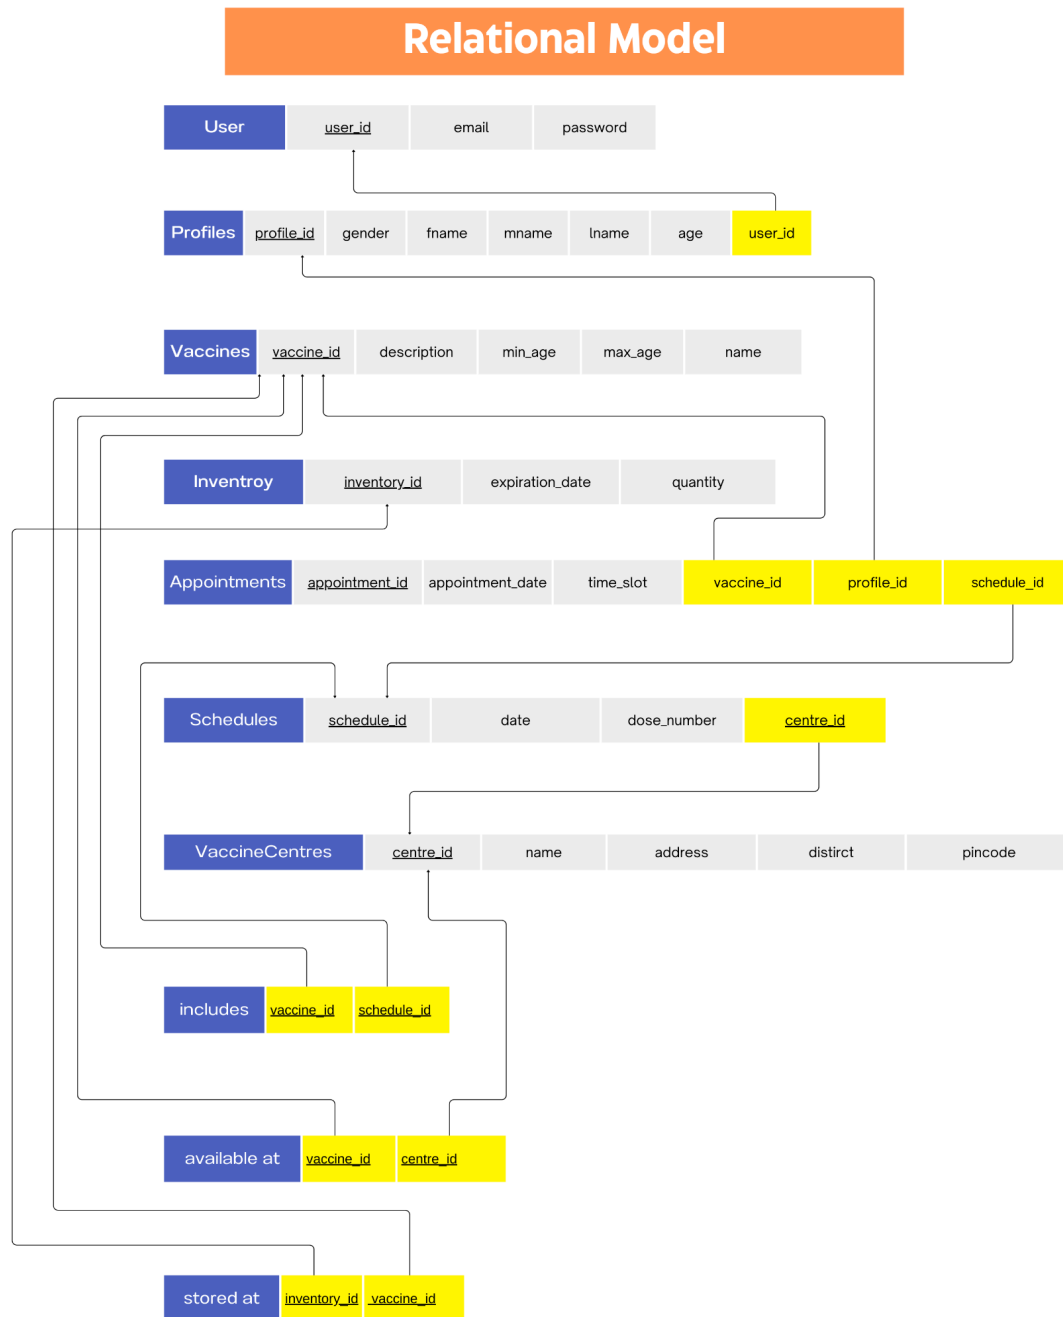 Relational Model
User user_id email password
Profiles profile_id gender fname mname lname age user_id
Vaccines vaccine_id description min_age max_age name
Inventroy inventory_id expiration_date quantity
Appointments appointment_id appointment_date time_slot vaccine_id profile_id schedule_id
Schedules schedule_id date dose_number centre_id
VaccineCentres centre_id name address distirct pincode
includes vaccine_id schedule_id
available at vaccine_id centre_id
stored at inventory_id vaccine_id